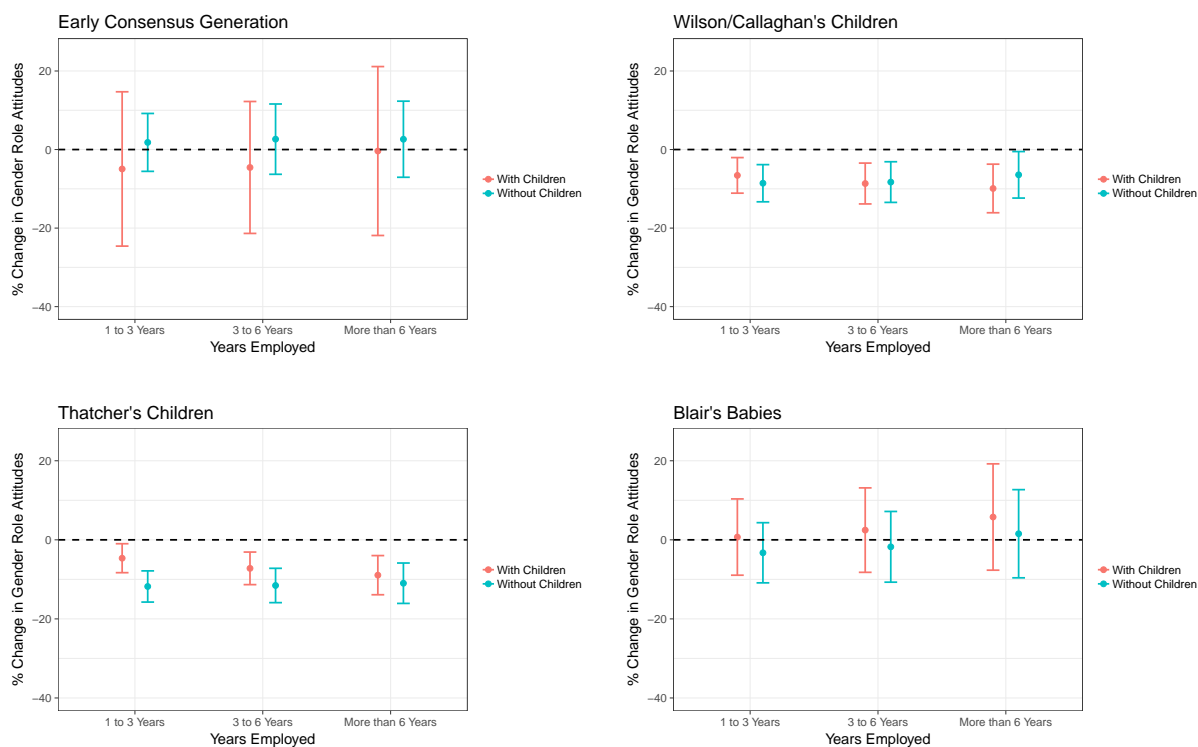 Early Consensus Generation
% Change in Gender Role Attitudes
20
0
−20
−40
1 to 3 Years
3 to 6 Years
More than 6 Years
Years Employed
With Children
Without Children
Wilson/Callaghan's Children
% Change in Gender Role Attitudes
20
0
−20
−40
1 to 3 Years
3 to 6 Years
More than 6 Years
Years Employed
With Children
Without Children
Thatcher's Children
% Change in Gender Role Attitudes
20
0
−20
−40
1 to 3 Years
3 to 6 Years
More than 6 Years
Years Employed
With Children
Without Children
Blair's Babies
% Change in Gender Role Attitudes
20
0
−20
−40
1 to 3 Years
3 to 6 Years
More than 6 Years
Years Employed
With Children
Without Children